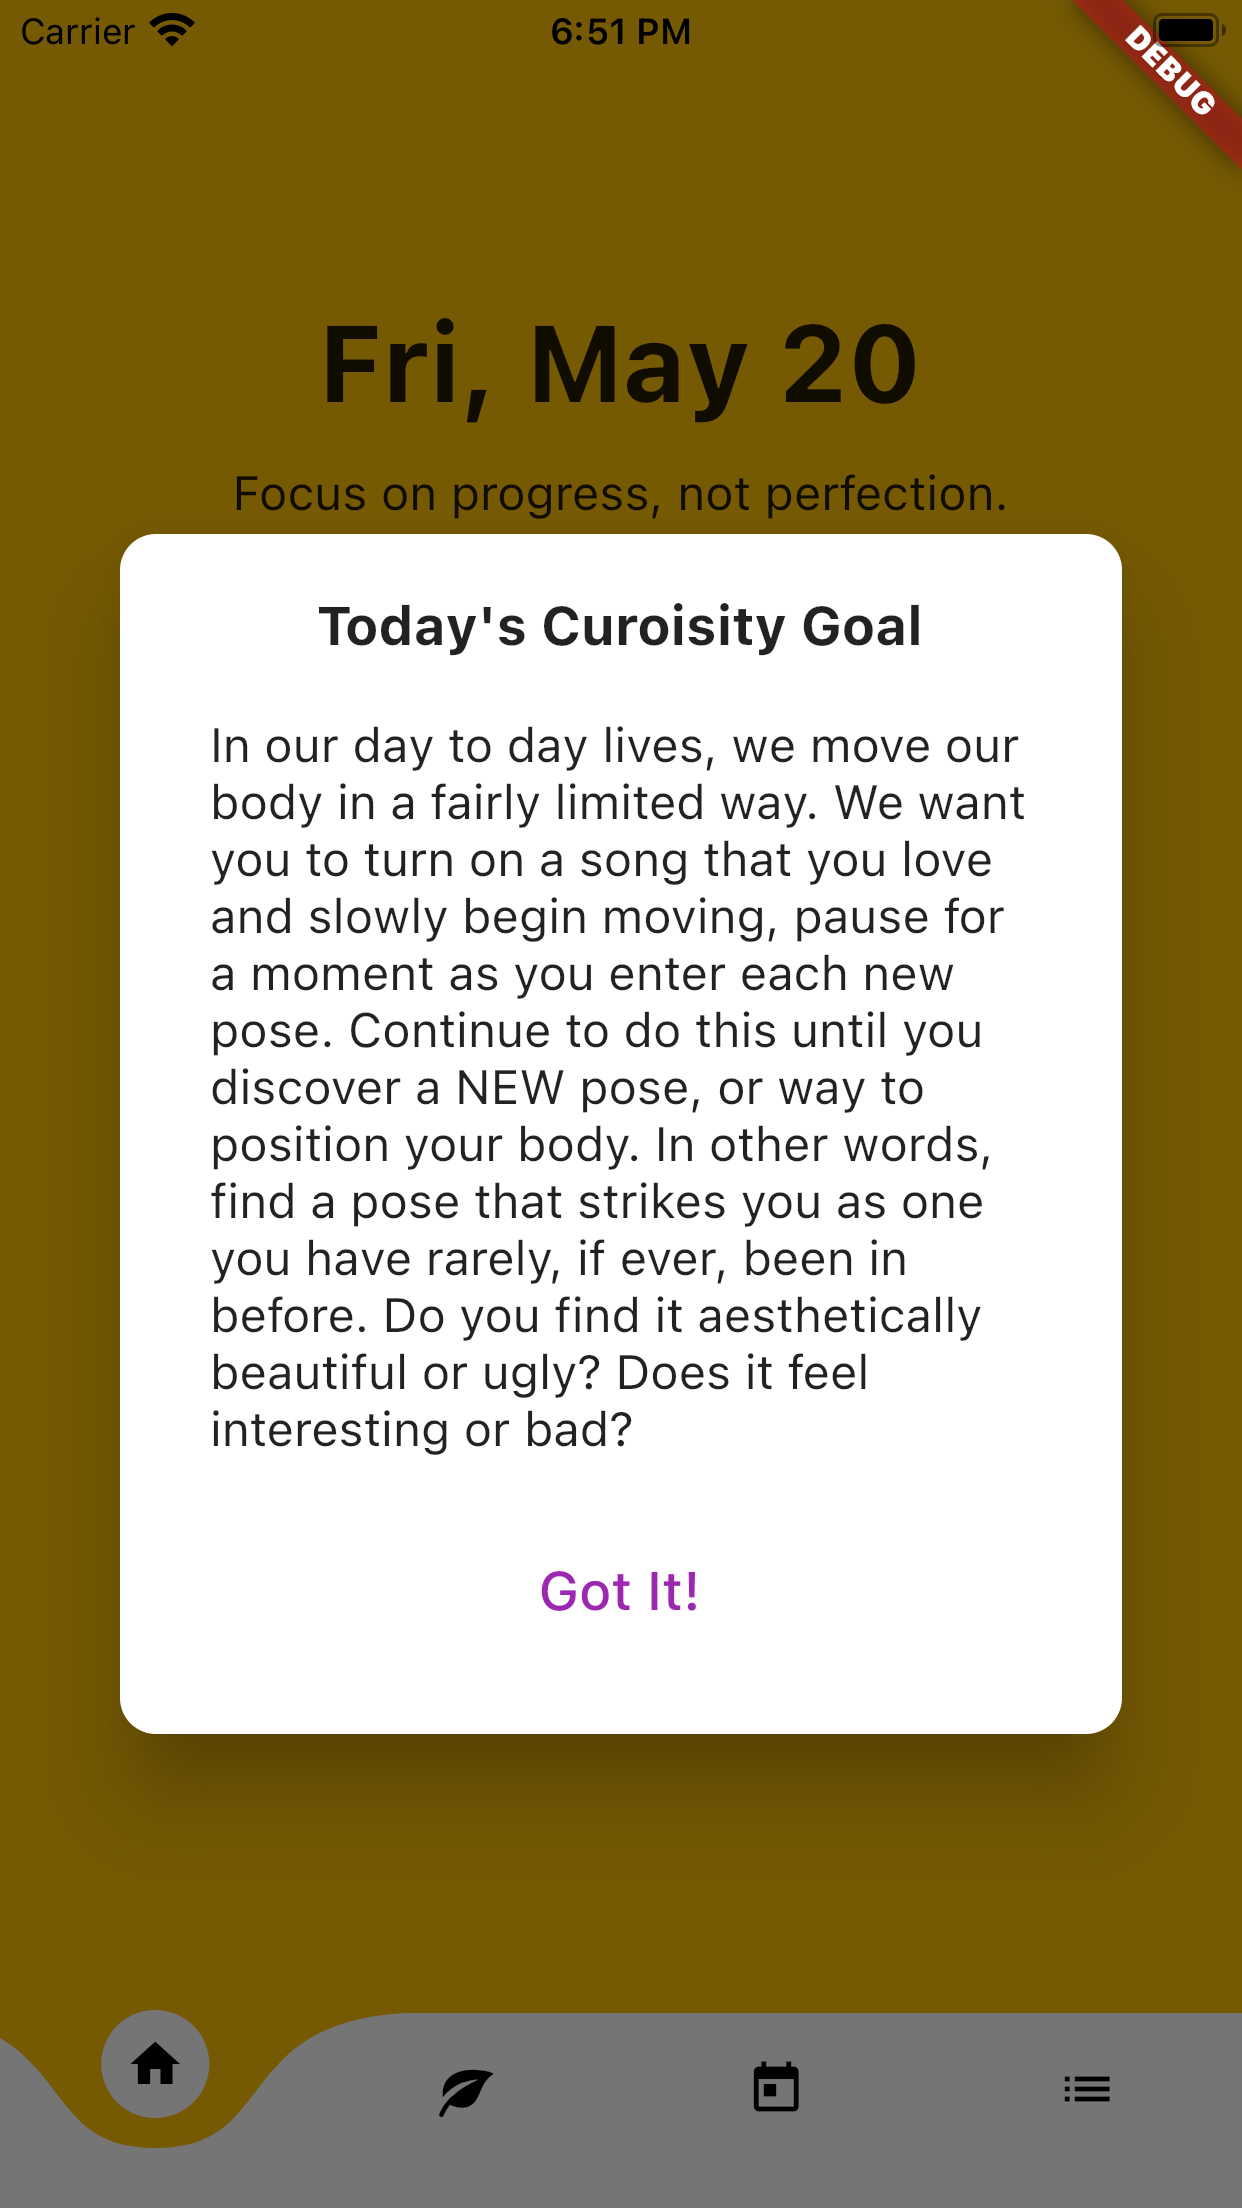 Carrier 6:51 PM
DEBUG
Fri, May 20
Focus on progress, not perfection.
Today's Curoisity Goal
In our day to day lives, we move our
body in a fairly limited way. We want
you to turn on a song that you love
and slowly begin moving, pause for
a moment as you enter each new
pose. Continue to do this until you
discover a NEW pose, or way to
position your body. In other words,
find a pose that strikes you as one
you have rarely, if ever, been in
before. Do you find it aesthetically
beautiful or ugly? Does it feel
interesting or bad?
Got It!